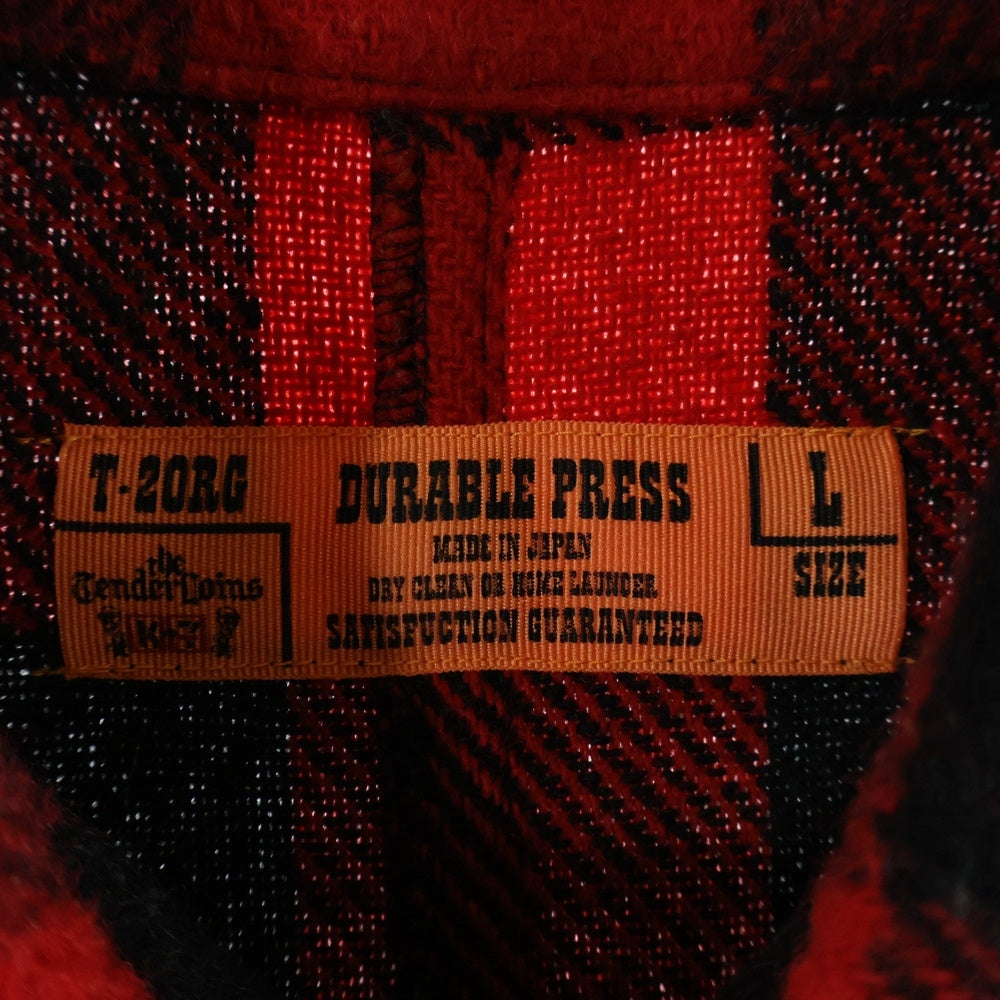 T-20RG
DURABLE PRESS
L
SIZE
MADE IN JAPAN
DRY CLEAN OR HOME LAUNDER
SATISFUCTION GUARANTEED
the
TenderLoins